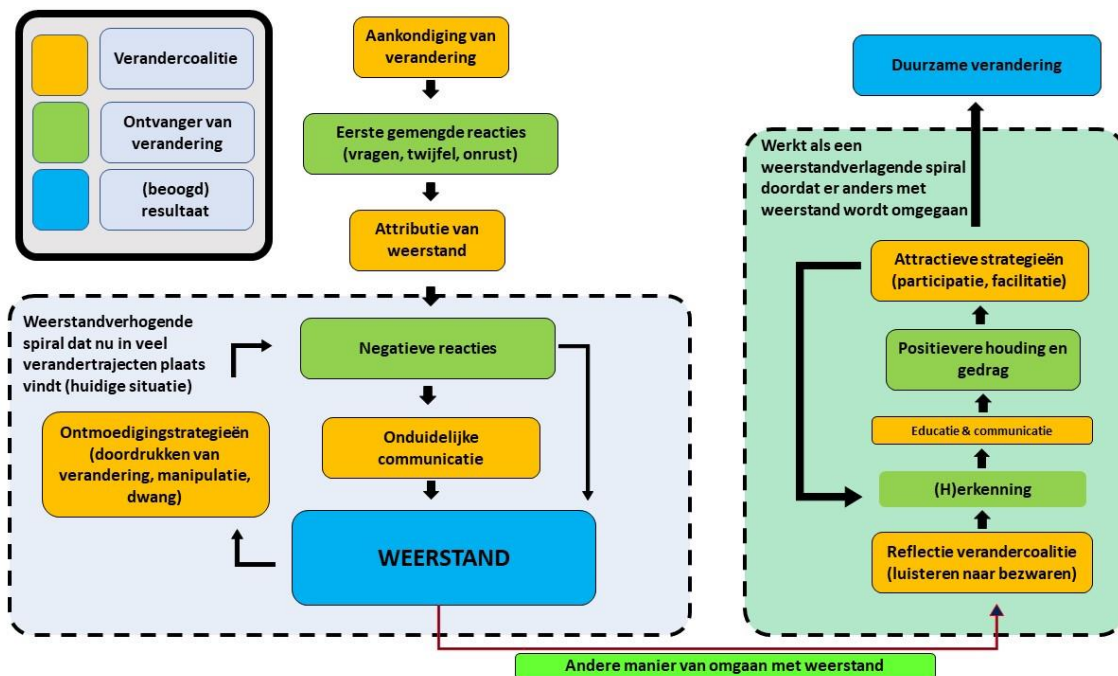 Verandercoalitie
Ontvanger van
verandering
(beoogd)
resultaat
Aankondiging van
verandering
Eerste gemengde reacties
(vragen, twijfel, onrust)
Attributie van
weerstand
Weerstandverhogende
spiral dat nu in veel
verandertrajecten plaats
vindt (huidige situatie)
Negatieve reacties
Ontmoedigingstrategieën
(doordrukken van
verandering, manipulatie,
dwang)
Onduidelijke
communicatie
WEERSTAND
Andere manier van omgaan met weerstand
Duurzame verandering
Werkt als een
weerstandverlagende spiral
doordat er anders met
weerstand wordt omgegaan
Attractieve strategieën
(participatie, facilitatie)
Positievere houding en
gedrag
Educatie & communicatie
(H)erkenning
Reflectie verandercoalitie
(luisteren naar bezwaren)